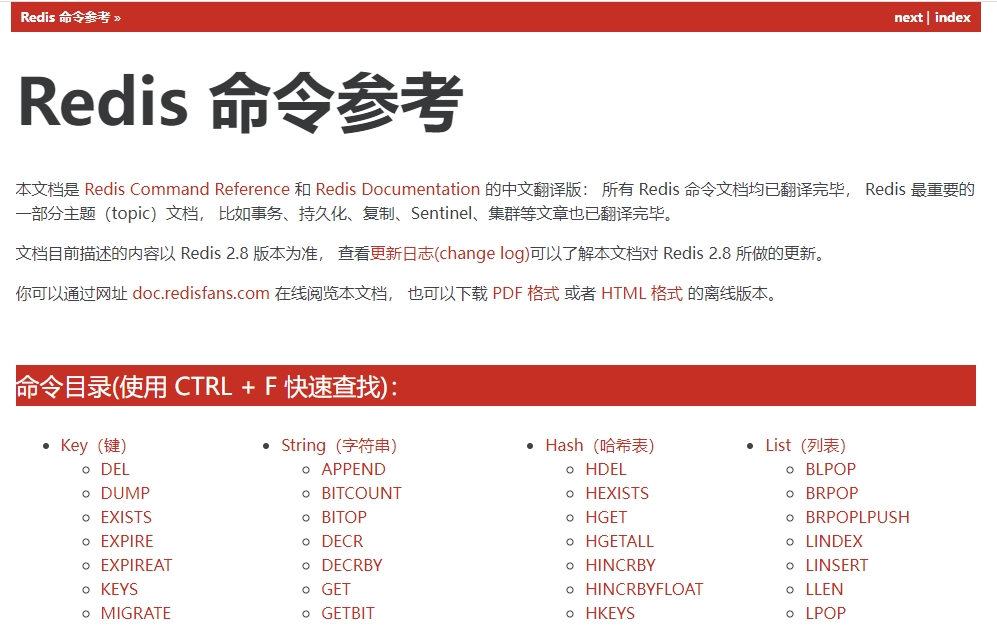 Redis 命令参考 »
next | index
Redis 命令参考
本文档是 Redis Command Reference 和 Redis Documentation 的中文翻译版： 所有 Redis 命令文档均已翻译完毕， Redis 最重要的
一部分主题（topic）文档， 比如事务、持久化、复制、Sentinel、集群等文章也已翻译完毕。
文档目前描述的内容以 Redis 2.8 版本为准， 查看更新日志(change log)可以了解本文档对 Redis 2.8 所做的更新。
你可以通过网址 doc.redisfans.com 在线阅览本文档， 也可以下载 PDF 格式 或者 HTML 格式 的离线版本。
命令目录(使用 CTRL + F 快速查找)：
Key（键）
DEL
DUMP
EXISTS
EXPIRE
EXPIREAT
KEYS
MIGRATE
String（字符串）
APPEND
BITCOUNT
BITOP
DECR
DECRBY
GET
GETBIT
Hash（哈希表）
HDEL
HEXISTS
HGET
HGETALL
HINCRBY
HINCRBYFLOAT
HKEYS
List（列表）
BLPOP
BRPOP
BRPOPLPUSH
LINDEX
LINSERT
LLEN
LPOP